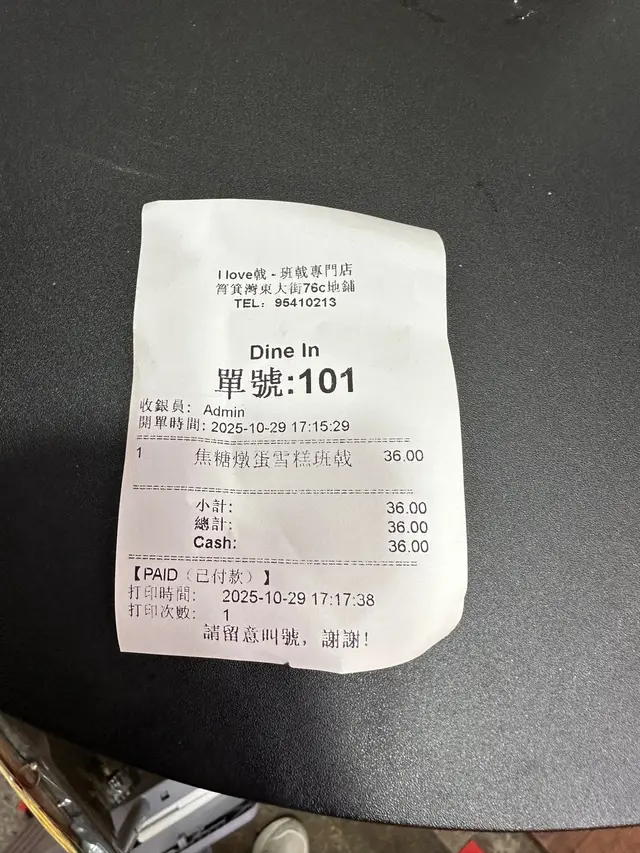 I love戟 - 班戟專門店
筲箕灣東大街76c地鋪
TEL: 95410213
Dine In
單號:101
收銀員: Admin
開單時間: 2025-10-29 17:15:29
1 焦糖燉蛋雪糕班戟 36.00
小計: 36.00
總計: 36.00
Cash: 36.00
【PAID（已付款）】
打印時間: 2025-10-29 17:17:38
打印次數: 1
請留意叫號，謝謝!